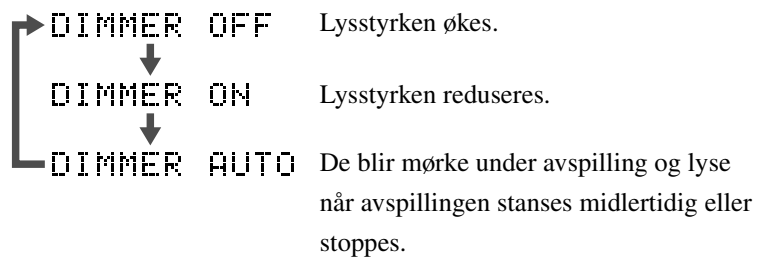 DIMMER OFF Lysstyrken økes.
DIMMER ON Lysstyrken reduseres.
DIMMER AUTO De blir mørke under avspilling og lyse
når avspillingen stanses midlertidig eller
stoppes.